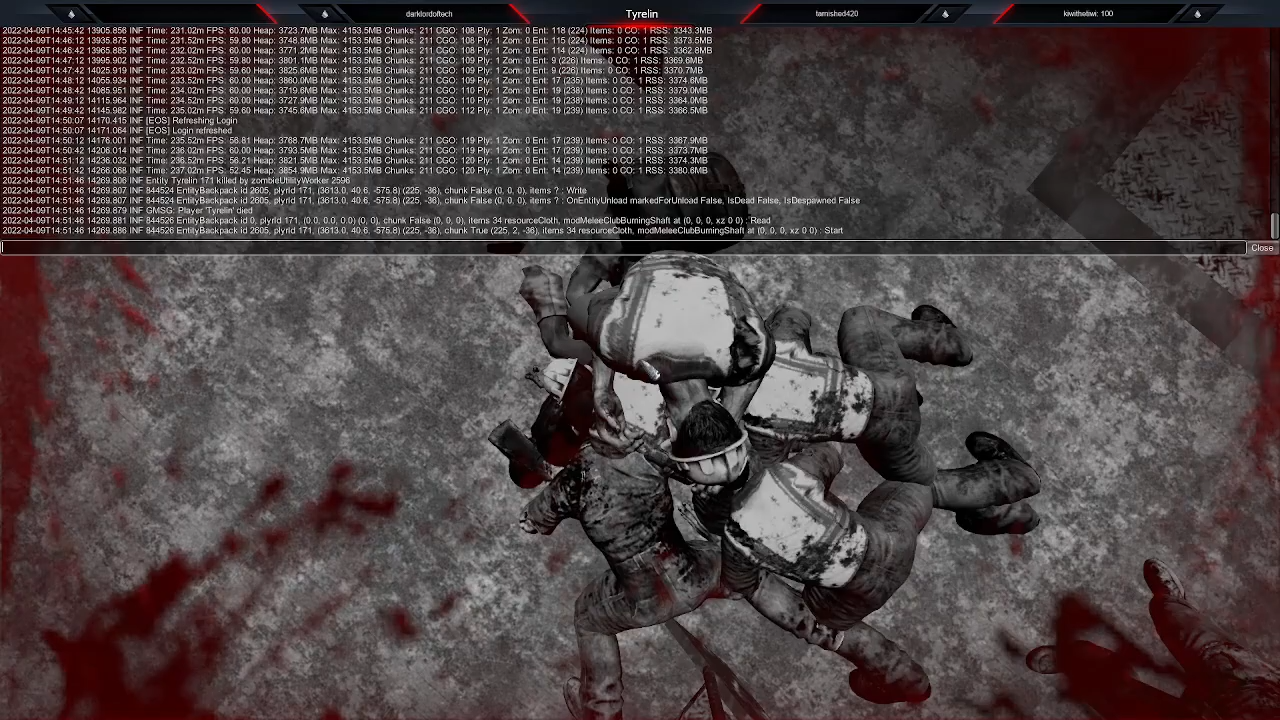 darklordoftech
Tyrelin
tarnished420
kiwithetiwi: 100
2022-04-09T14:45:42 13905.856 INF Time: 231.02m FPS: 60.00 Heap: 3723.7MB Max: 4153.5MB Chunks: 211 CGO: 108 Ply: 1 Zom: 0 Ent: 118 (224) Items: 0 CO: 1 RSS: 3343.3MB
2022-04-09T14:46:12 13935.875 INF Time: 231.52m FPS: 59.80 Heap: 3748.8MB Max: 4153.5MB Chunks: 211 CGO: 108 Ply: 1 Zom: 0 Ent: 115 (224) Items: 0 CO: 1 RSS: 3373.5MB
2022-04-09T14:46:42 13965.885 INF Time: 232.02m FPS: 60.00 Heap: 3771.2MB Max: 4153.5MB Chunks: 211 CGO: 108 Ply: 1 Zom: 0 Ent: 114 (224) Items: 0 CO: 1 RSS: 3362.8MB
2022-04-09T14:47:12 13995.902 INF Time: 232.52m FPS: 59.80 Heap: 3801.1MB Max: 4153.5MB Chunks: 211 CGO: 109 Ply: 1 Zom: 0 Ent: 9 (226) Items: 0 CO: 1 RSS: 3369.6MB
2022-04-09T14:47:42 14025.919 INF Time: 233.02m FPS: 59.60 Heap: 3825.6MB Max: 4153.5MB Chunks: 211 CGO: 109 Ply: 1 Zom: 0 Ent: 9 (226) Items: 0 CO: 1 RSS: 3370.7MB
2022-04-09T14:48:12 14055.934 INF Time: 233.52m FPS: 60.00 Heap: 3860.0MB Max: 4153.5MB Chunks: 211 CGO: 109 Ply: 1 Zom: 0 Ent: 17 (235) Items: 0 CO: 1 RSS: 3374.6MB
2022-04-09T14:48:42 14085.951 INF Time: 234.02m FPS: 60.00 Heap: 3719.6MB Max: 4153.5MB Chunks: 211 CGO: 110 Ply: 1 Zom: 0 Ent: 19 (238) Items: 0 CO: 1 RSS: 3379.0MB
2022-04-09T14:49:12 14115.964 INF Time: 234.52m FPS: 60.00 Heap: 3727.9MB Max: 4153.5MB Chunks: 211 CGO: 110 Ply: 1 Zom: 0 Ent: 19 (238) Items: 0 CO: 1 RSS: 3364.0MB
2022-04-09T14:49:42 14145.982 INF Time: 235.02m FPS: 59.60 Heap: 3745.6MB Max: 4153.5MB Chunks: 211 CGO: 112 Ply: 1 Zom: 0 Ent: 19 (238) Items: 0 CO: 1 RSS: 3366.5MB
2022-04-09T14:50:07 14170.415 INF [EOS] Refreshing Login
2022-04-09T14:50:07 14171.064 INF [EOS] Login refreshed
2022-04-09T14:50:12 14176.001 INF Time: 235.52m FPS: 56.81 Heap: 3768.7MB Max: 4153.5MB Chunks: 211 CGO: 119 Ply: 1 Zom: 0 Ent: 17 (239) Items: 0 CO: 1 RSS: 3367.9MB
2022-04-09T14:50:42 14206.014 INF Time: 236.02m FPS: 60.00 Heap: 3793.5MB Max: 4153.5MB Chunks: 211 CGO: 120 Ply: 1 Zom: 0 Ent: 17 (239) Items: 0 CO: 1 RSS: 3373.7MB
2022-04-09T14:51:12 14236.032 INF Time: 236.52m FPS: 56.21 Heap: 3821.5MB Max: 4153.5MB Chunks: 211 CGO: 120 Ply: 1 Zom: 0 Ent: 14 (239) Items: 0 CO: 1 RSS: 3374.3MB
2022-04-09T14:51:42 14266.068 INF Time: 237.02m FPS: 52.45 Heap: 3854.9MB Max: 4153.5MB Chunks: 211 CGO: 120 Ply: 1 Zom: 0 Ent: 14 (239) Items: 0 CO: 1 RSS: 3380.6MB
2022-04-09T14:51:46 14269.806 INF Entity Tyrelin 171 killed by zombieUtilityWorker 2596
2022-04-09T14:51:46 14269.807 INF 844524 EntityBackpack id 2605, plyrId 171, (3613.0, 40.6, -575.8) (225, -36), chunk False (0, 0, 0), items ? : Write
2022-04-09T14:51:46 14269.807 INF 844524 EntityBackpack id 2605, plyrId 171, (3613.0, 40.6, -575.8) (225, -36), chunk False (0, 0, 0), items ? : OnEntityUnload markedForUnload False, IsDead False, IsDespawned False
2022-04-09T14:51:46 14269.879 INF GMSG: Player 'Tyrelin' died
2022-04-09T14:51:46 14269.881 INF 844526 EntityBackpack id 0, plyrId 171, (0.0, 0.0, 0.0) (0, 0), chunk False (0, 0, 0), items 34 resourceCloth, modMeleeClubBurningShaft at (0, 0, 0, xz 0 0) : Read
2022-04-09T14:51:46 14269.886 INF 844526 EntityBackpack id 2605, plyrId 171, (3613.0, 40.6, -575.8) (225, -36), chunk True (225, 2, -36), items 34 resourceCloth, modMeleeClubBurningShaft at (0, 0, 0, xz 0 0) : Start
Close